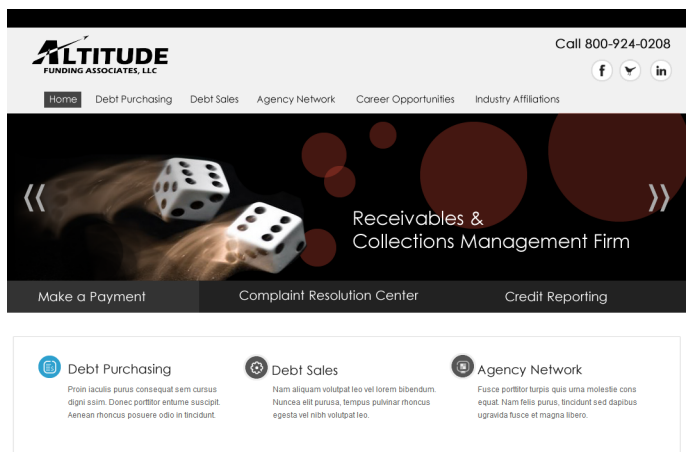 ALTITUDE
FUNDING ASSOCIATES, LLC
Call 800-924-0208
Home Debt Purchasing Debt Sales Agency Network Career Opportunities Industry Affiliations
Receivables &
Collections Management Firm
Make a Payment Complaint Resolution Center Credit Reporting
Debt Purchasing
Proin iaculis purus consequat sem cursus
digni ssim. Donec porttitor entume suscipit.
Aenean rhoncus posuere odio in tincidunt.
Debt Sales
Nam aliquam volutpat leo vel lorem bibendum.
Nuncea elit purusa, tempus pulvinar rhoncus
egesta vel nibh volutpat leo.
Agency Network
Fusce porttitor turpis quis urna molestie cons
equat. Nam felis purus, tincidunt sed dapibus
ugravida fusce et magna libero.